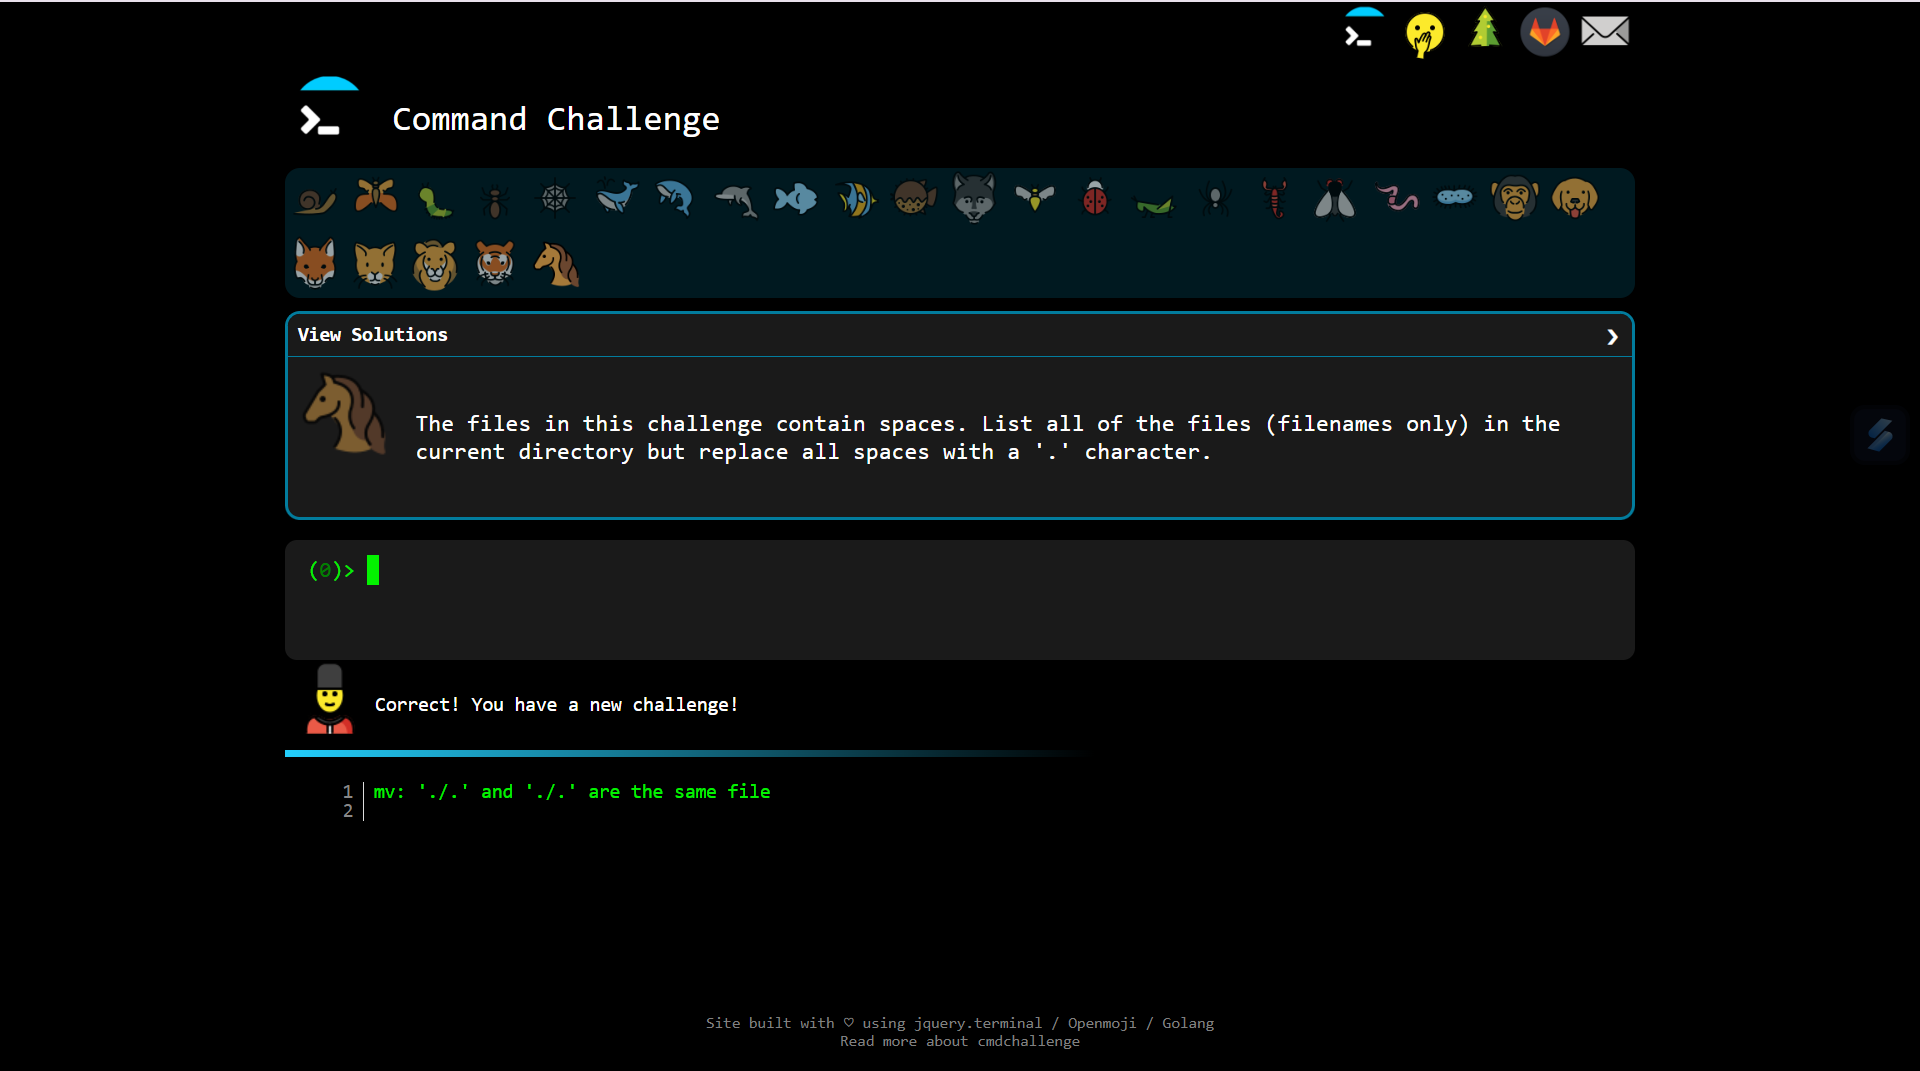 Command Challenge
View Solutions
The files in this challenge contain spaces. List all of the files (filenames only) in the
current directory but replace all spaces with a '.' character.
(0)>
Correct! You have a new challenge!
1 mv: './.' and './.' are the same file
2
Site built with ♡ using jquery.terminal / Openmoji / Golang
Read more about cmdchallenge